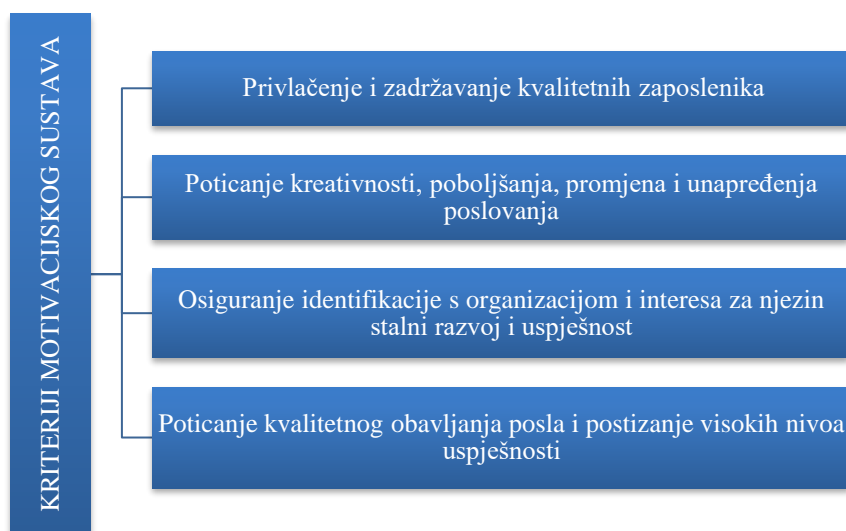 KRITERIJI MOTIVACIJSKOG SUSTAVA
Privlačenje i zadržavanje kvalitetnih zaposlenika
Poticanje kreativnosti, poboljšanja, promjena i unapređenja
poslovanja
Osiguranje identifikacije s organizacijom i interesa za njezin
stalni razvoj i uspješnost
Poticanje kvalitetnog obavljanja posla i postizanje visokih nivoa
uspješnosti